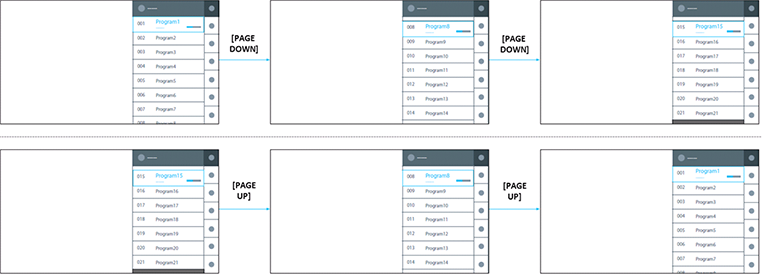 001 Program1
002 Program2
003 Program3
004 Program4
005 Program5
006 Program6
007 Program7
008 Program8
[PAGE DOWN]
008 Program8
009 Program9
010 Program10
011 Program11
012 Program12
013 Program13
014 Program14
[PAGE DOWN]
015 Program15
016 Program16
017 Program17
018 Program18
019 Program19
020 Program20
021 Program21
015 Program15
016 Program16
017 Program17
018 Program18
019 Program19
020 Program20
021 Program21
[PAGE UP]
008 Program8
009 Program9
010 Program10
011 Program11
012 Program12
013 Program13
014 Program14
[PAGE UP]
001 Program1
002 Program2
003 Program3
004 Program4
005 Program5
006 Program6
007 Program7
008 Program8